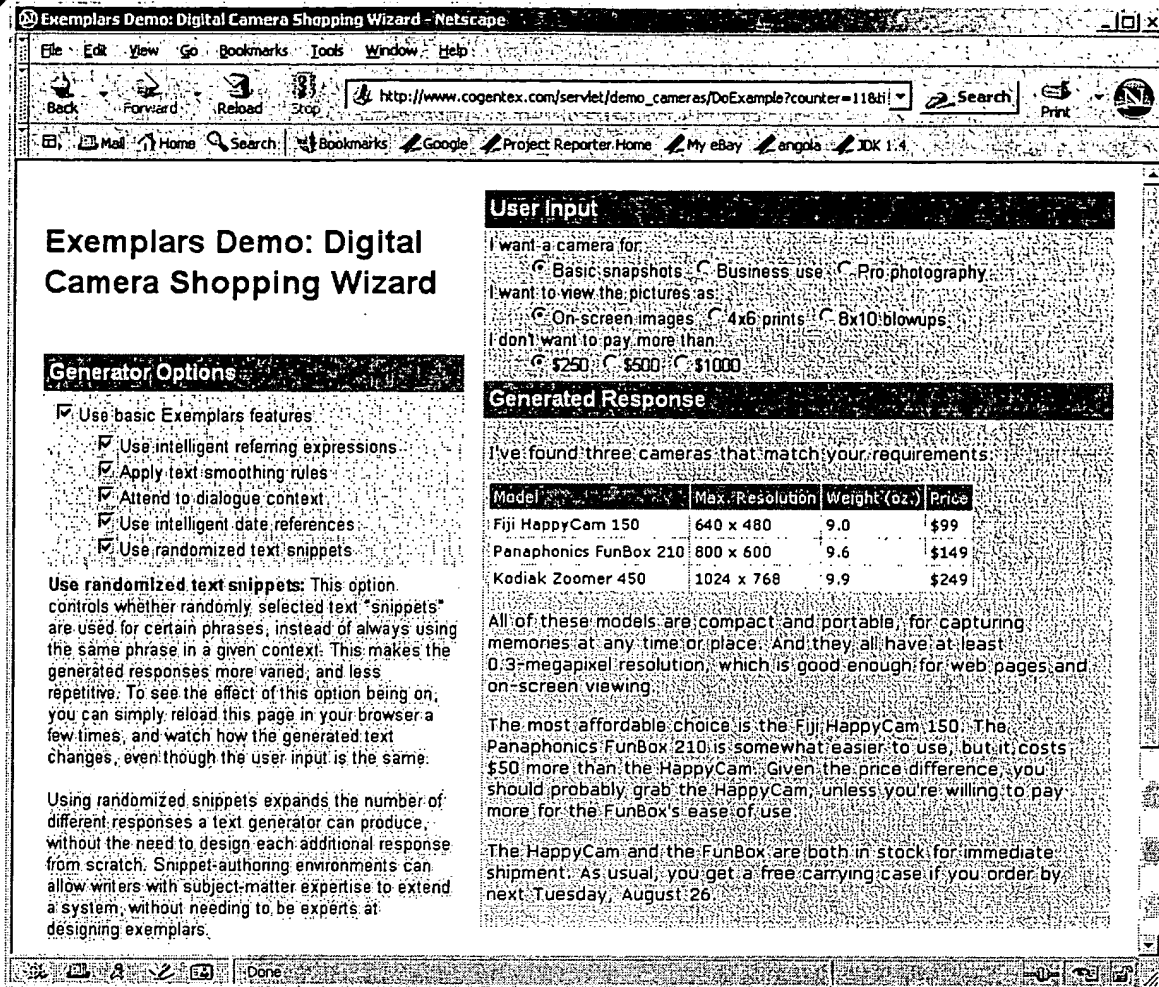 Exemplars Demo: Digital Camera Shopping Wizard - Netscape
File Edit View Go Bookmarks Tools Window Help
Back Forward Reload Stop http://www.cogentex.com/servlet/demo_cameras/DoExample?counter=118&ti Search Print N
Mail Home Search Bookmarks Google Project Reporter Home My eBay angola JDK 1.4
Exemplars Demo: Digital
Camera Shopping Wizard
Generator Options
Use basic Exemplars features
Use intelligent referring expressions
Apply text smoothing rules
Attend to dialogue context
Use intelligent date references
Use randomized text snippets
Use randomized text snippets: This option
controls whether randomly selected text "snippets"
are used for certain phrases, instead of always using
the same phrase in a given context. This makes the
generated responses more varied, and less
repetitive. To see the effect of this option being on,
you can simply reload this page in your browser a
few times, and watch how the generated text
changes, even though the user input is the same.
Using randomized snippets expands the number of
different responses a text generator can produce,
without the need to design each additional response
from scratch. Snippet-authoring environments can
allow writers with subject-matter expertise to extend
a system, without needing to be experts at
designing exemplars.
User Input
I want a camera for:
Basic snapshots Business use Pro photography
I want to view the pictures as:
On-screen images 4x6 prints 8x10 blowups
I don't want to pay more than:
$250 $500 $1000
Generated Response
I've found three cameras that match your requirements:
Model Max. Resolution Weight (oz.) Price
Fiji HappyCam 150 640 x 480 9.0 $99
Panaphonics FunBox 210 800 x 600 9.6 $149
Kodiak Zoomer 450 1024 x 768 9.9 $249
All of these models are compact and portable, for capturing
memories at any time or place. And they all have at least
0.3-megapixel resolution, which is good enough for web pages and
on-screen viewing.
The most affordable choice is the Fiji HappyCam 150. The
Panaphonics FunBox 210 is somewhat easier to use, but it costs
$50 more than the HappyCam. Given the price difference, you
should probably grab the HappyCam, unless you're willing to pay
more for the FunBox's ease of use.
The HappyCam and the FunBox are both in stock for immediate
shipment. As usual, you get a free carrying case if you order by
next Tuesday, August 26.
Done